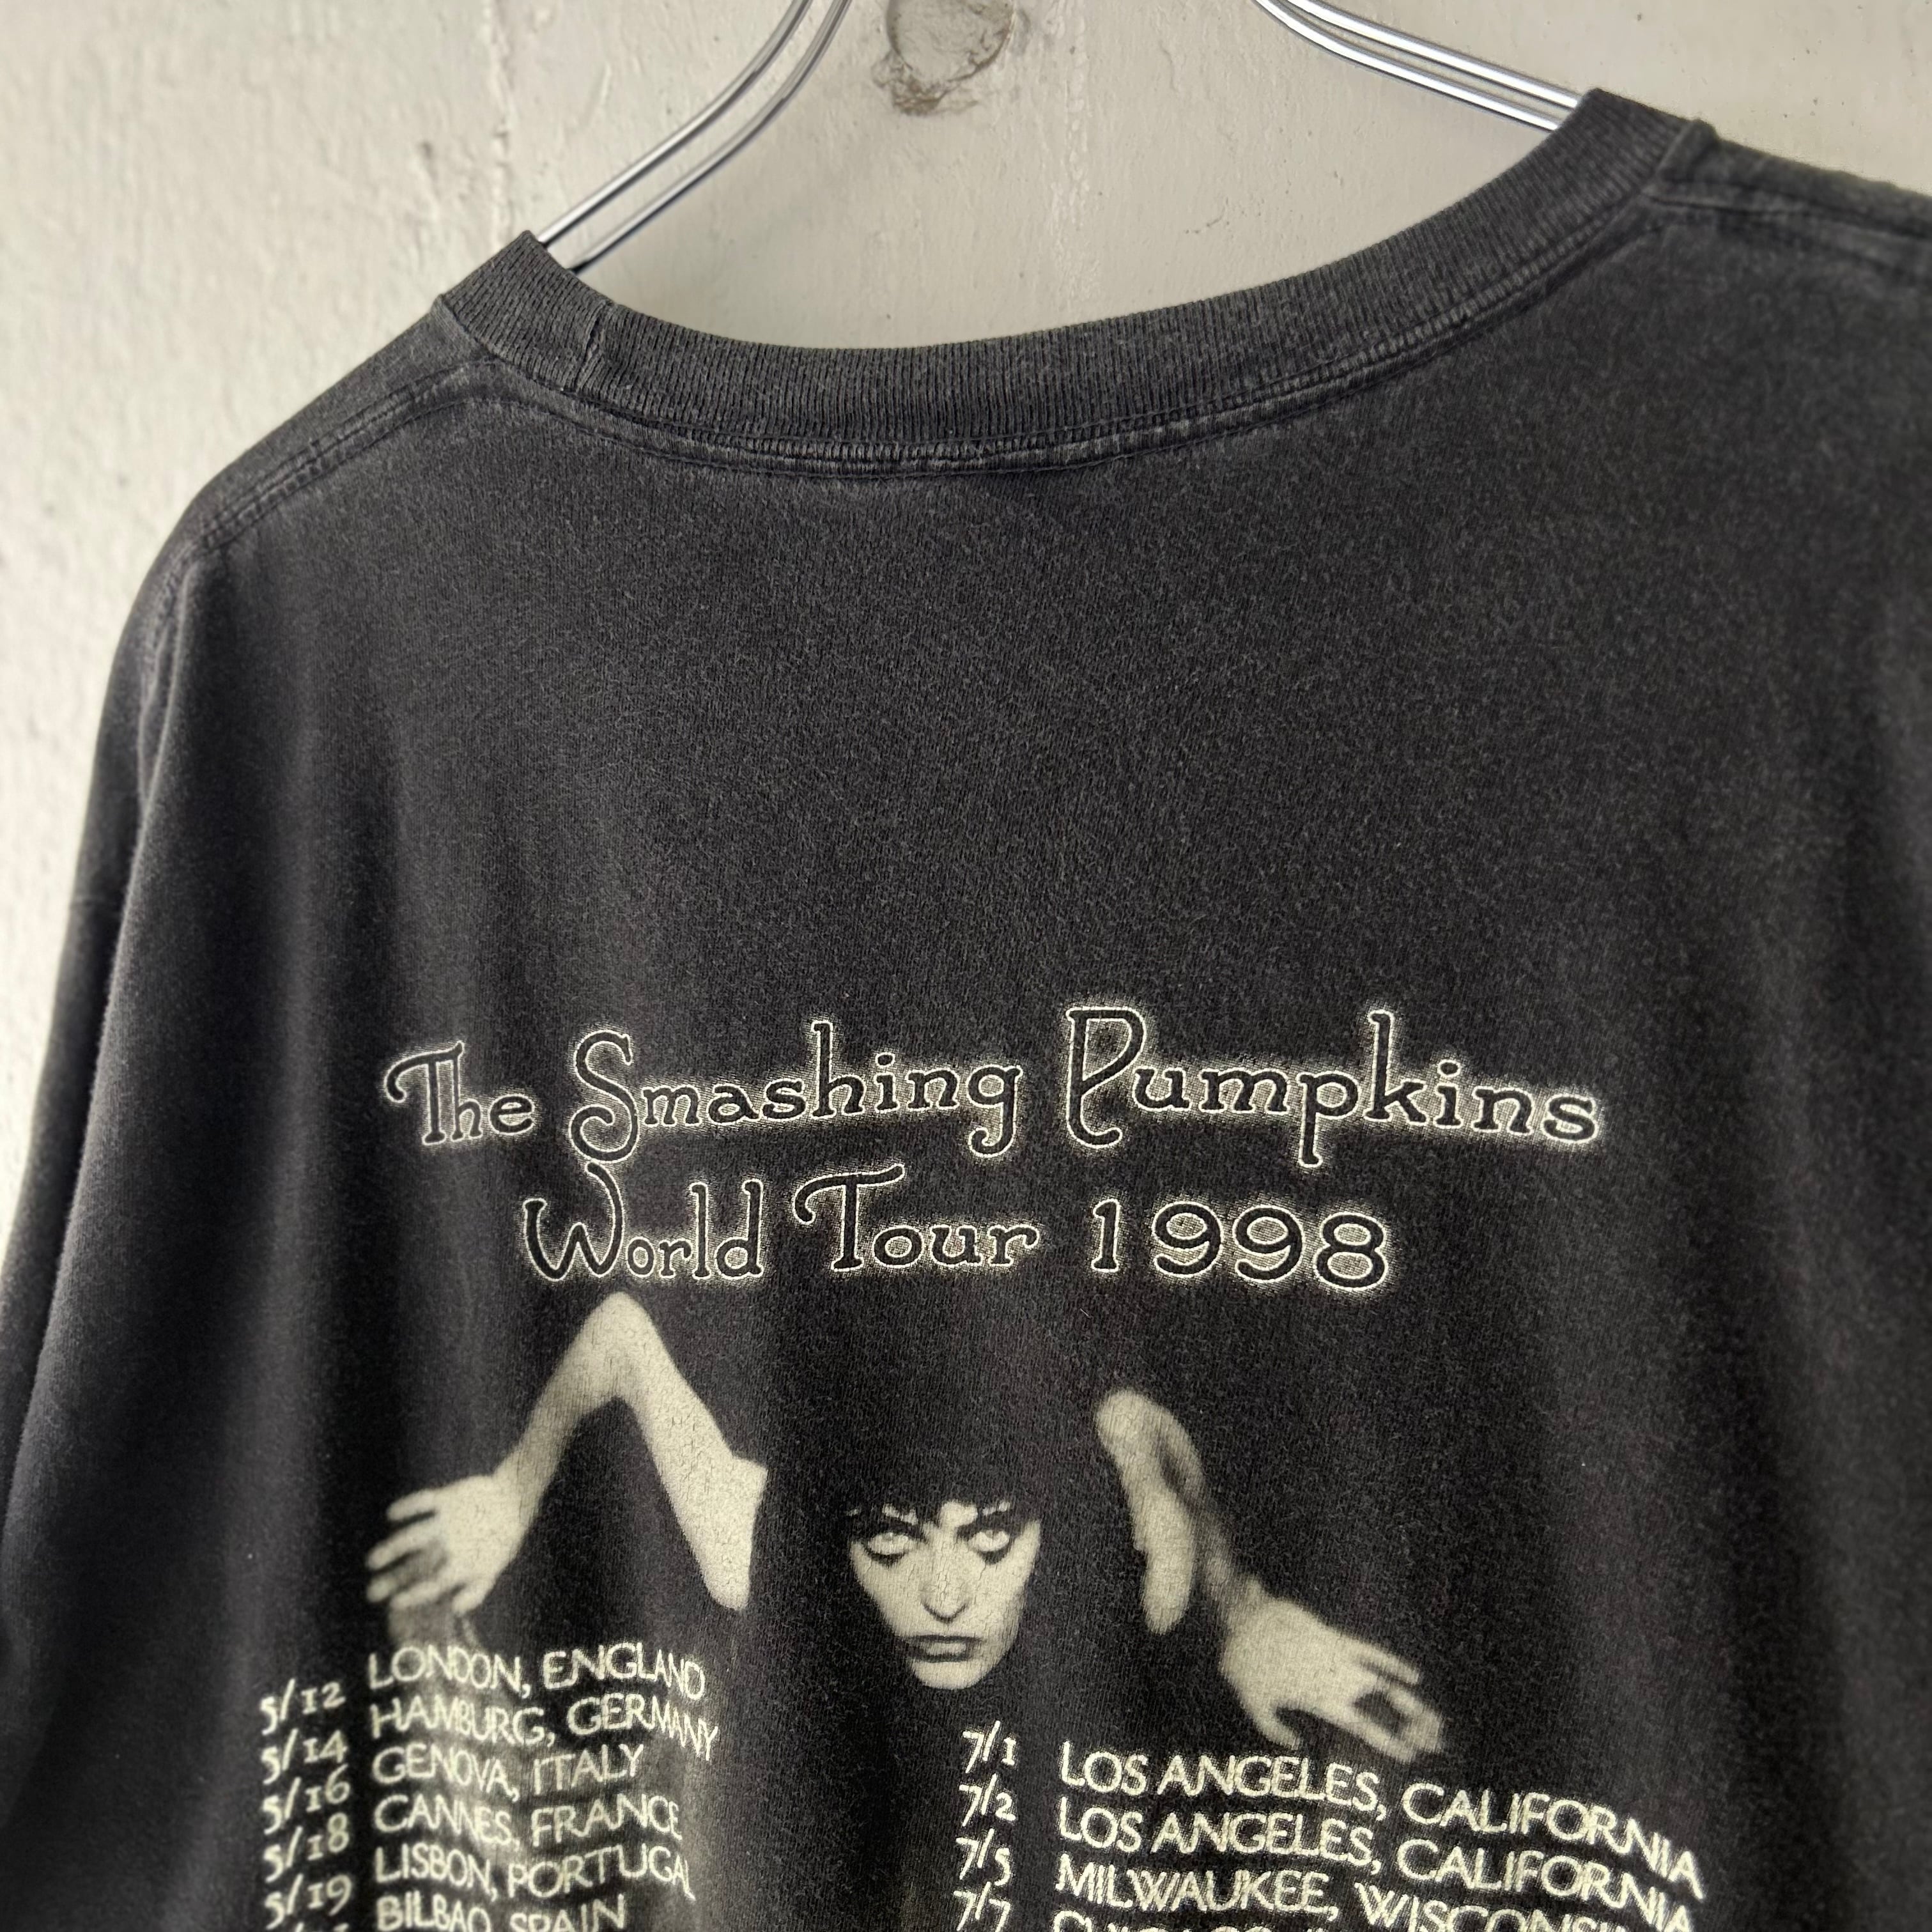 The Smashing Pumpkins
World Tour 1998
5/12 LONDON, ENGLAND
5/14 HAMBURG, GERMANY
5/16 GENOVA, ITALY
5/18 CANNES, FRANCE
5/19 LISBON, PORTUGAL
BILBAO, SPAIN
7/1 LOS ANGELES, CALIFORNIA
7/2 LOS ANGELES, CALIFORNIA
7/5 MILWAUKEE, WISCONSIN
7/7